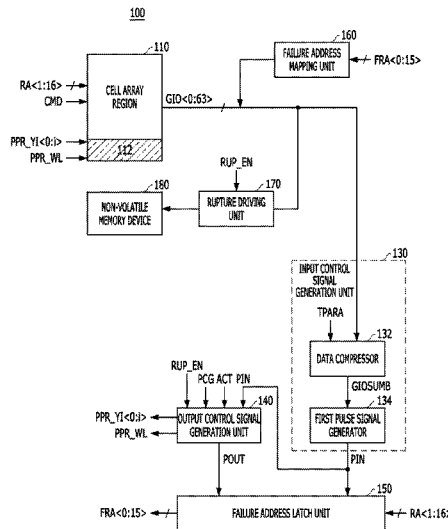 100
110
160
CELL ARRAY
REGION
FAILURE ADDRESS
MAPPING UNIT
FRA<0:15>
RA<1:16>
CMD
GIO<0:63>
PPR_YI<0:i>
PPR_WL
112
180
RUP_EN
170
NON-VOLATILE
MEMORY DEVICE
RUPTURE DRIVING
UNIT
130
INPUT CONTROL
SIGNAL
GENERATION UNIT
TPARA
132
DATA COMPRESSOR
RUP_EN
PCG ACT PIN
140
GIOSUMB
134
PPR_YI<0:i>
PPR_WL
OUTPUT CONTROL SIGNAL
GENERATION UNIT
FIRST PULSE SIGNAL
GENERATOR
POUT
PIN
150
FRA<0:15>
FAILURE ADDRESS LATCH UNIT
RA<1:16>